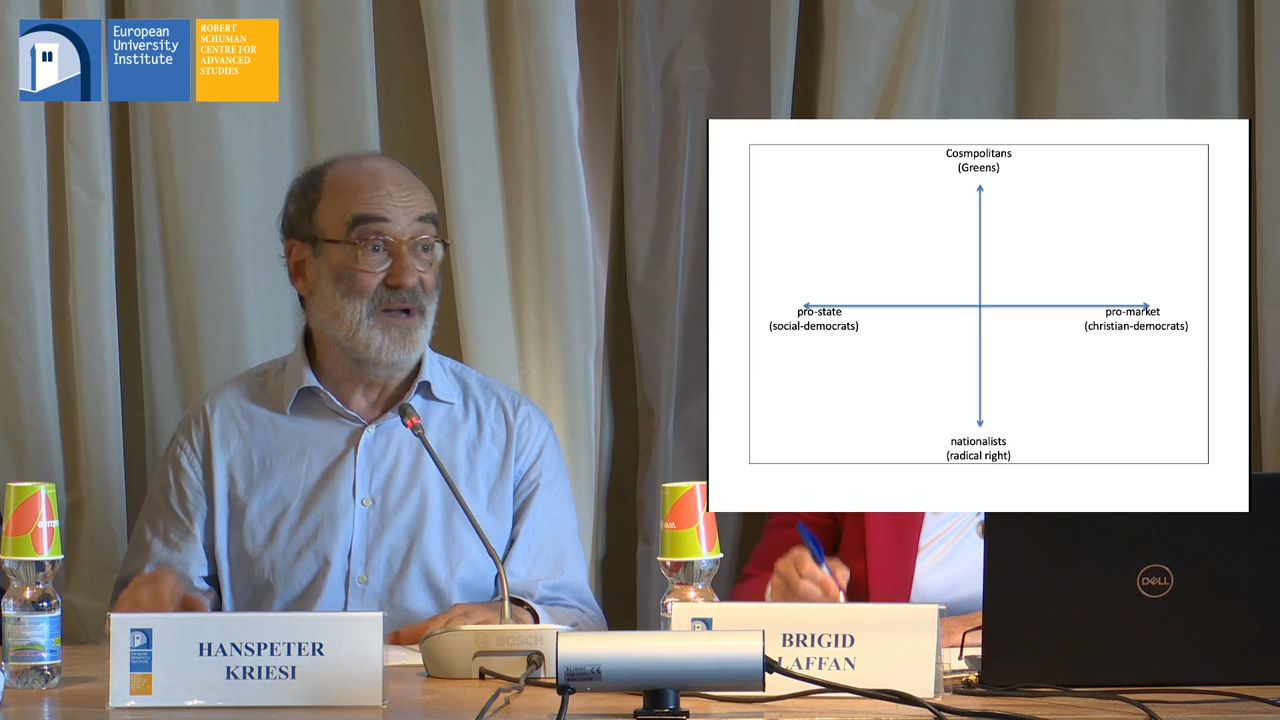 European
University
Institute
ROBERT
SCHUMAN
CENTRE FOR
ADVANCED
STUDIES
Cosmpolitans
(Greens)
pro-state
(social-democrats)
pro-market
(christian-democrats)
nationalists
(radical right)
HANSPETER
KRIESI
BRIGID
LAFFAN
BOSCH
DELL